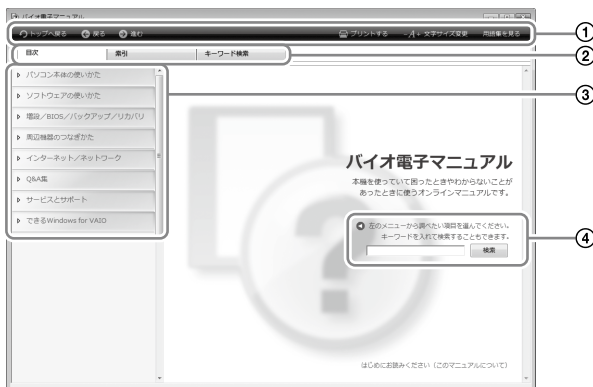 バイオ電子マニュアル
トップへ戻る 戻る 進む プリントする -A+ 文字サイズ変更 用語集を見る
①
目次 索引 キーワード検索
②
パソコン本体の使いかた
③
ソフトウェアの使いかた
増設／BIOS／バックアップ／リカバリ
周辺機器のつなぎかた
インターネット／ネットワーク
Q&A集
サービスとサポート
できるWindows for VAIO
バイオ電子マニュアル
本機を使っていて困ったときやわからないことが
あったときに使うオンラインマニュアルです。
左のメニューから調べたい項目を選んでください。
キーワードを入れて検索することもできます。
検索
④
?
はじめにお読みください（このマニュアルについて）